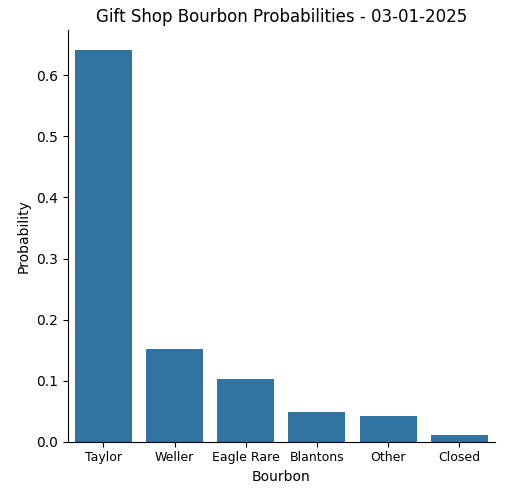 Gift Shop Bourbon Probabilities - 03-01-2025
Probability
0.6
0.5
0.4
0.3
0.2
0.1
0.0
Taylor Weller Eagle Rare Blantons Other Closed
Bourbon